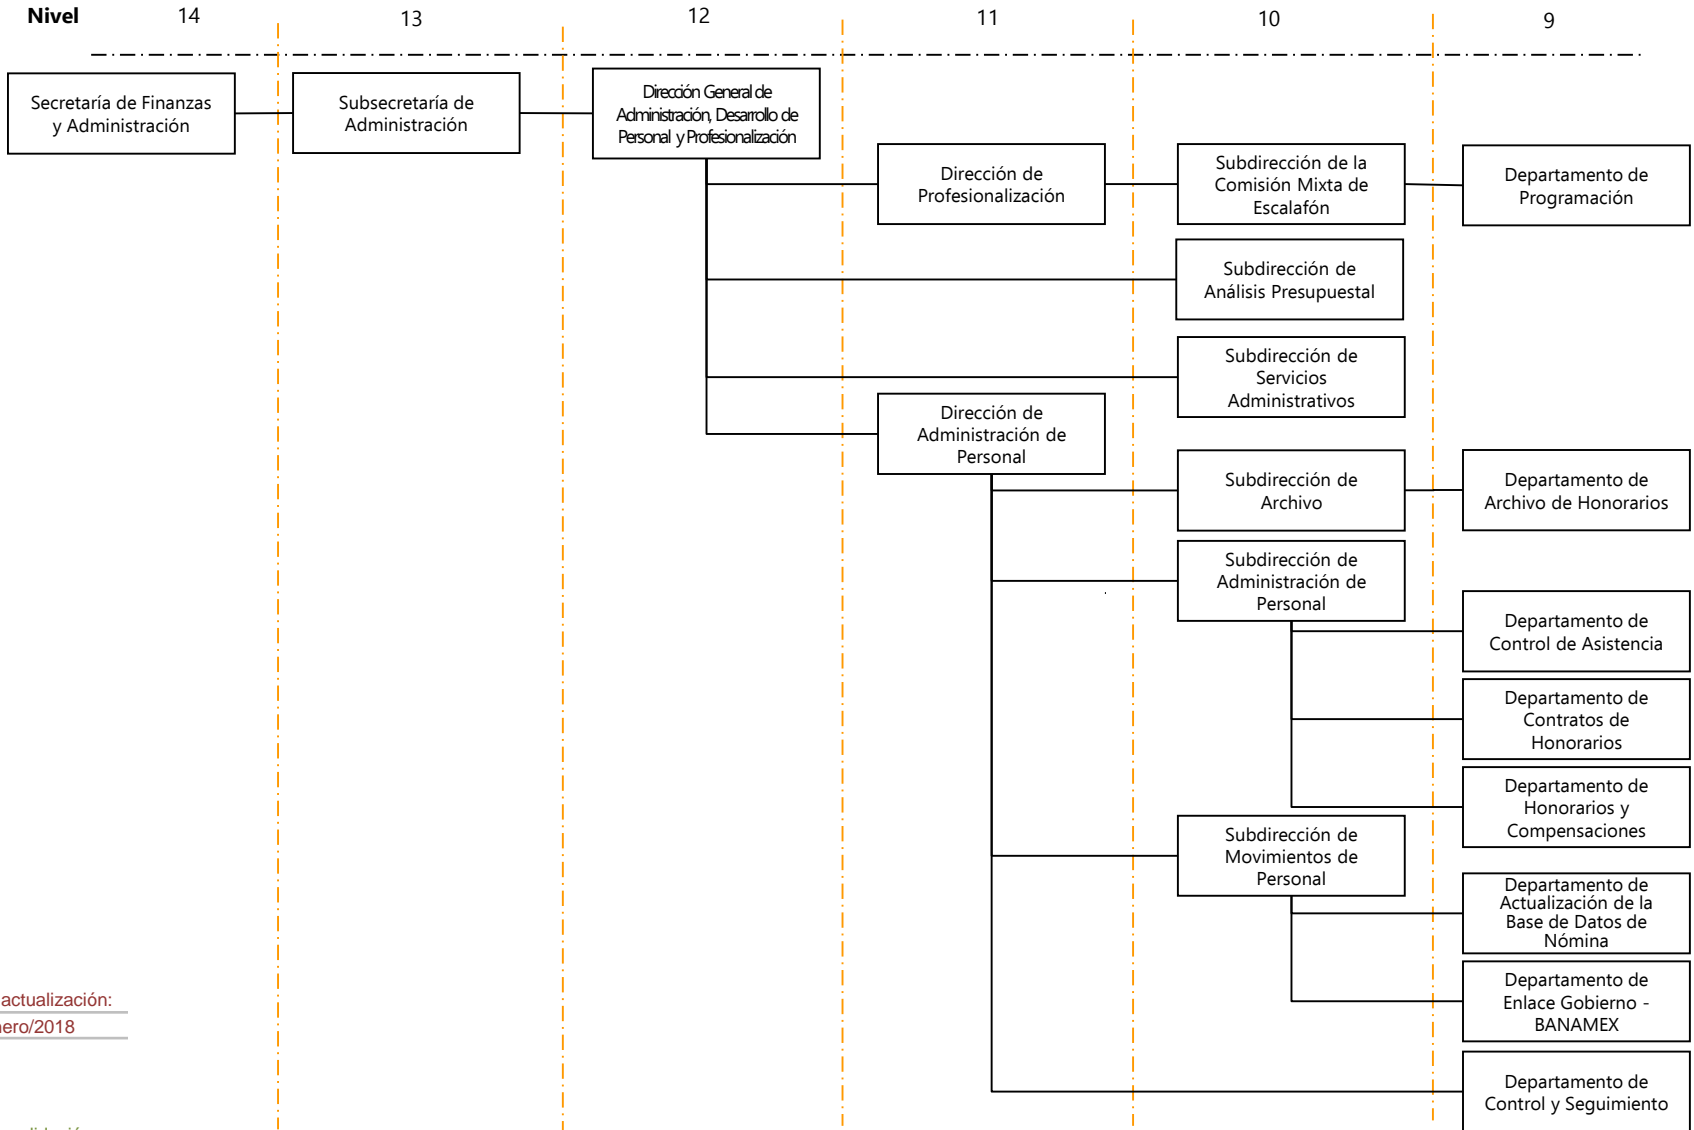 Nivel 14 13 12 11 10 9
Secretaría de Finanzas
y Administración
Subsecretaría de
Administración
Dirección General de
Administración, Desarrollo de
Personal y Profesionalización
Dirección de
Profesionalización
Subdirección de la
Comisión Mixta de
Escalafón
Departamento de
Programación
Subdirección de
Análisis Presupuestal
Subdirección de
Servicios
Administrativos
Dirección de
Administración de
Personal
Subdirección de
Archivo
Departamento de
Archivo de Honorarios
Subdirección de
Administración de
Personal
Departamento de
Control de Asistencia
Departamento de
Contratos de
Honorarios
Departamento de
Honorarios y
Compensaciones
Subdirección de
Movimientos de
Personal
Departamento de
Actualización de la
Base de Datos de
Nómina
Departamento de
Enlace Gobierno -
BANAMEX
Departamento de
Control y Seguimiento
actualización:
nero/2018